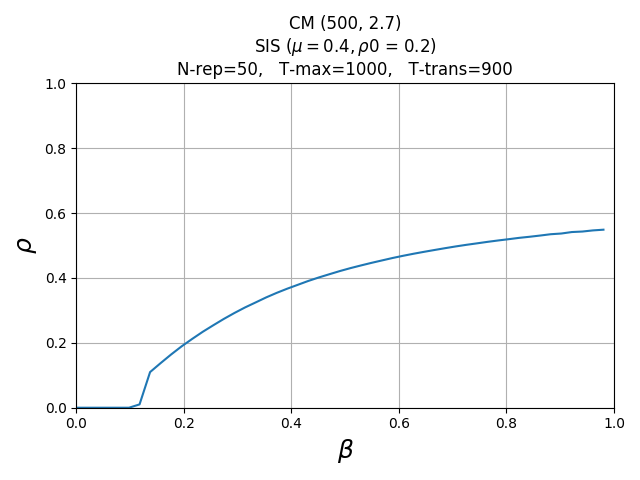 CM (500, 2.7)
SIS (μ = 0.4, ρ0 = 0.2)
N-rep=50, T-max=1000, T-trans=900
1.0
0.8
0.6
0.4
0.2
0.0
ρ
0.0 0.2 0.4 0.6 0.8 1.0
β